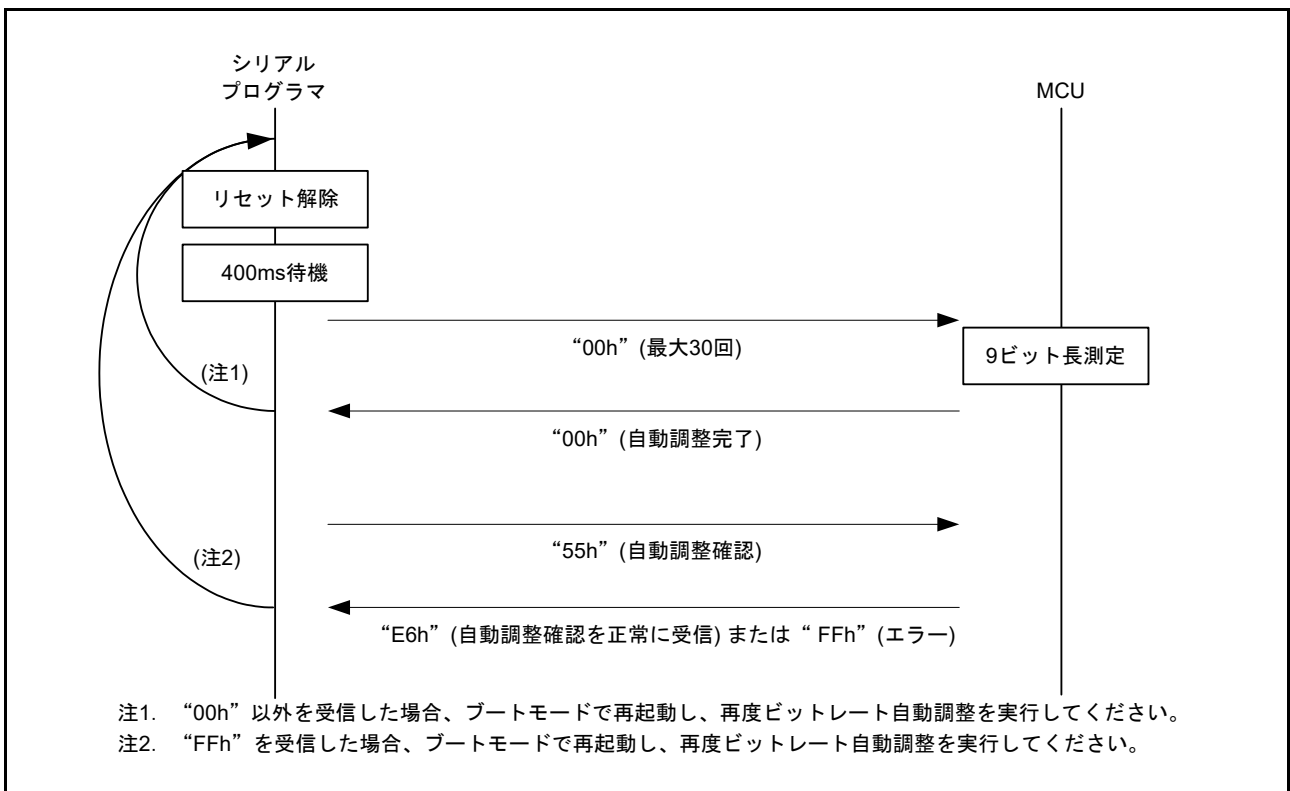 シリアル
プログラマ
MCU
リセット解除
400ms待機
“00h” (最大30回)
9ビット長測定
(注1)
“00h” (自動調整完了)
“55h” (自動調整確認)
(注2)
“E6h” (自動調整確認を正常に受信) または “ FFh” (エラー)
注1. “00h” 以外を受信した場合、ブートモードで再起動し、再度ビットレート自動調整を実行してください。
注2. “FFh” を受信した場合、ブートモードで再起動し、再度ビットレート自動調整を実行してください。